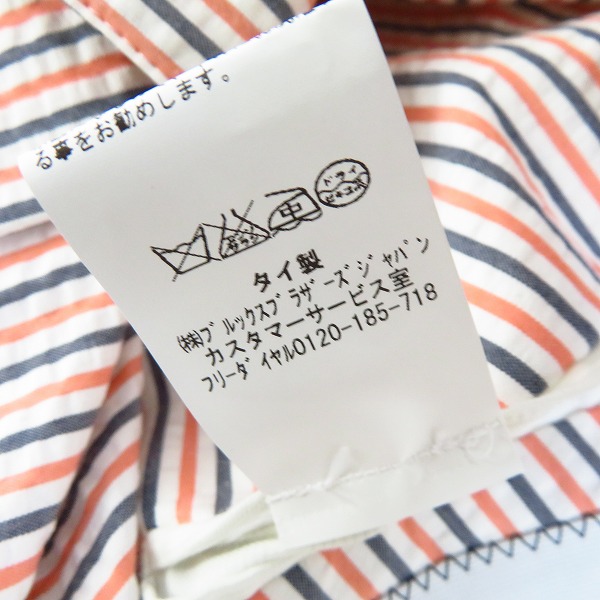 る事をお勧めします。
中
ドライ
タイ製
(株)ブルックスブラザーズジャパン
カスタマーサービス室
フリーダイヤル0120-185-718